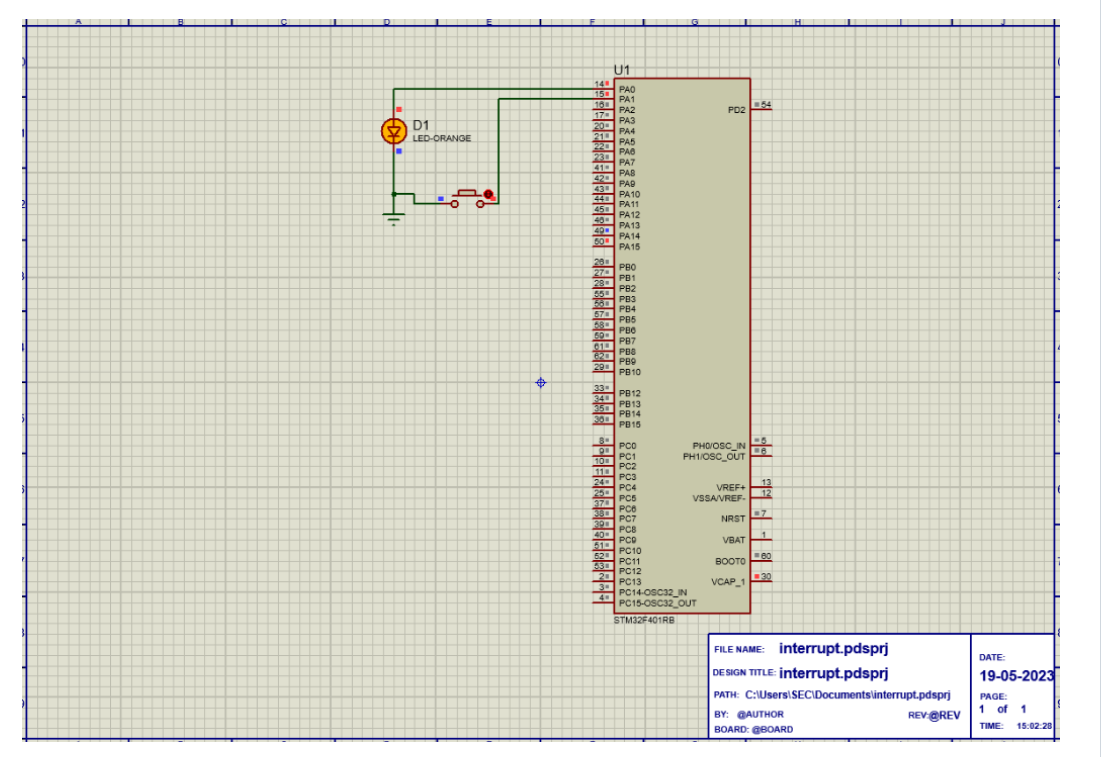 A B C D E F G H J
U1
14 PA0
15 PA1
16 PA2
17 PA3
20 PA4
21 PA5
22 PA6
23 PA7
41 PA8
42 PA9
43 PA10
44 PA11
45 PA12
46 PA13
49 PA14
50 PA15
PD2 54
D1
LED-ORANGE
26 PB0
27 PB1
28 PB2
55 PB3
56 PB4
57 PB5
58 PB6
59 PB7
61 PB8
62 PB9
29 PB10
33 PB12
34 PB13
35 PB14
36 PB15
8 PC0
9 PC1
10 PC2
11 PC3
24 PC4
25 PC5
37 PC6
38 PC7
39 PC8
40 PC9
51 PC10
52 PC11
53 PC12
2 PC13
3 PC14-OSC32_IN
4 PC15-OSC32_OUT
PH0/OSC_IN 5
PH1/OSC_OUT 6
VREF+ 13
VSSA/VREF- 12
NRST 7
VBAT 1
BOOT0 60
VCAP_1 30
STM32F401RB
FILE NAME: interrupt.pdsprj
DESIGN TITLE: interrupt.pdsprj
PATH: C:\Users\SEC\Documents\interrupt.pdsprj
BY: @AUTHOR REV:@REV
BOARD: @BOARD
DATE:
19-05-2023
PAGE:
1 of 1
TIME: 15:02:28